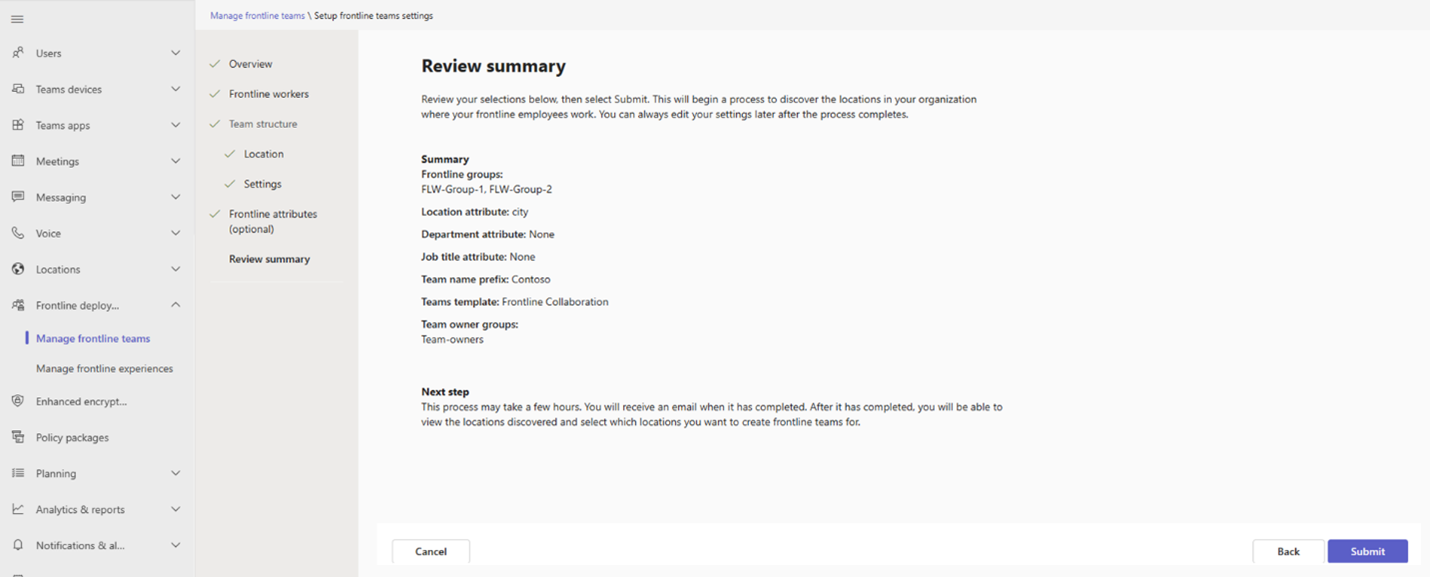 Manage frontline teams \ Setup frontline teams settings
Users
Teams devices
Teams apps
Meetings
Messaging
Voice
Locations
Frontline deploy...
Manage frontline teams
Manage frontline experiences
Enhanced encrypt...
Policy packages
Planning
Analytics & reports
Notifications & al...
Overview
Frontline workers
Team structure
Location
Settings
Frontline attributes
(optional)
Review summary
Review summary
Review your selections below, then select Submit. This will begin a process to discover the locations in your organization
where your frontline employees work. You can always edit your settings later after the process completes.
Summary
Frontline groups:
FLW-Group-1, FLW-Group-2
Location attribute: city
Department attribute: None
Job title attribute: None
Team name prefix: Contoso
Teams template: Frontline Collaboration
Team owner groups:
Team-owners
Next step
This process may take a few hours. You will receive an email when it has completed. After it has completed, you will be able to
view the locations discovered and select which locations you want to create frontline teams for.
Cancel
Back
Submit